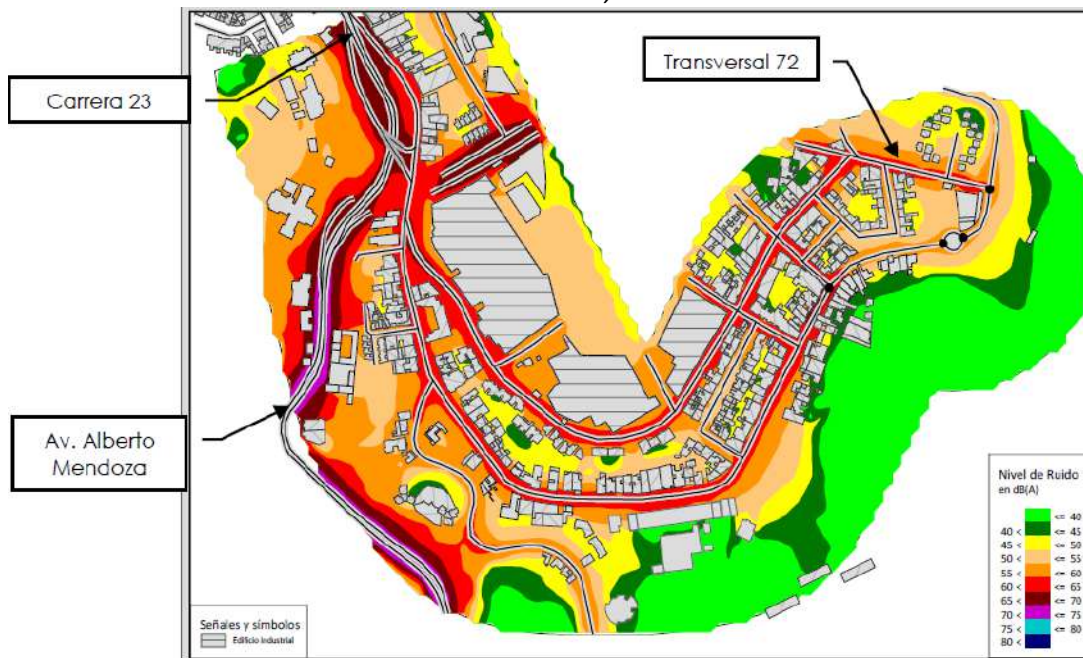 Carrera 23
Transversal 72
Av. Alberto
Mendoza
Nivel de Ruido
en dB(A)
<= 40
40 < <= 45
45 < <= 50
50 < <= 55
55 < <= 60
60 < <= 65
65 < <= 70
70 < <= 75
75 < <= 80
80 <
Señales y símbolos
Edificio industrial